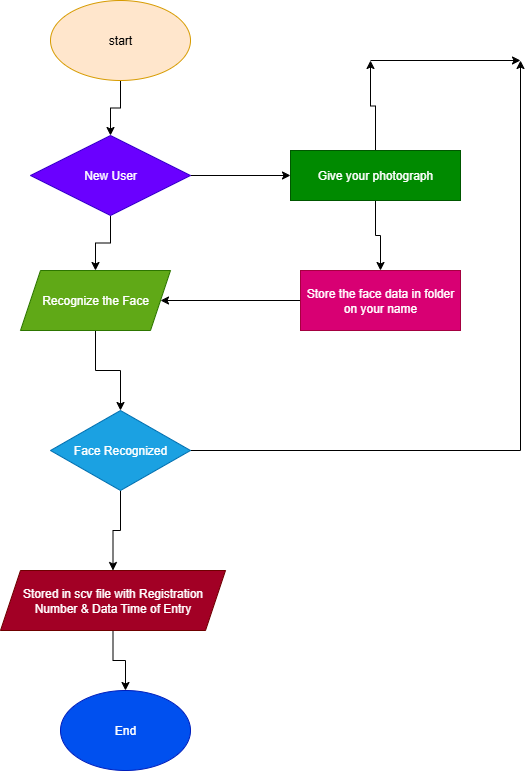 start
New User
Give your photograph
Recognize the Face
Store the face data in folder
on your name
Face Recognized
Stored in scv file with Registration
Number & Data Time of Entry
End